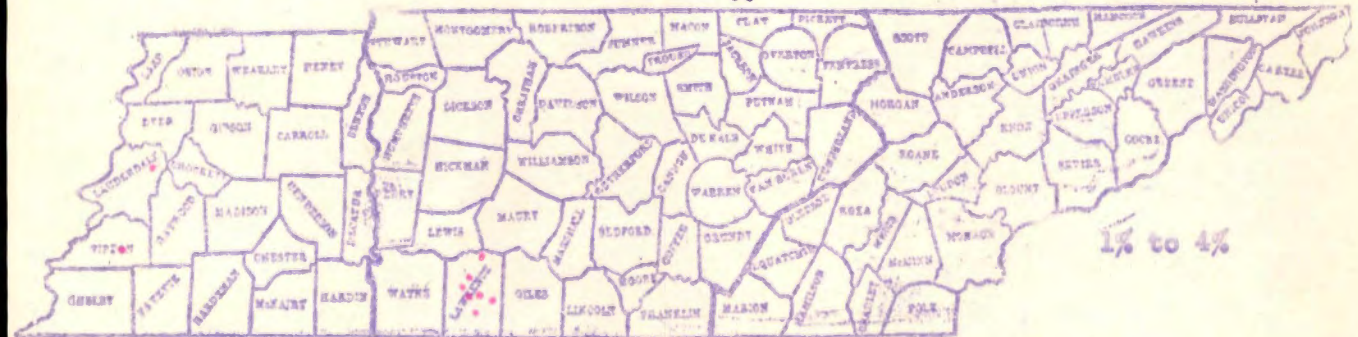 STEWART MONTGOMERY ROBERTSON SUMNER MACON CLAY PICKETT SCOTT CAMPBELL CLAIBORNE HANCOCK HAWKINS SULLIVAN JOHNSON
LAKE OBION WEAKLEY HENRY HOUSTON CHEATHAM TROUSDALE JACKSON OVERTON FENTRESS UNION GRAINGER HAMBLEN GREENE WASHINGTON UNICOI CARTER
DYER GIBSON CARROLL BENTON HUMPHREYS DICKSON DAVIDSON WILSON SMITH PUTNAM MORGAN ANDERSON KNOX JEFFERSON COCKE
LAUDERDALE CROCKETT HICKMAN WILLIAMSON RUTHERFORD CANNON DE KALB WHITE CUMBERLAND ROANE SEVIER
HAYWOOD MADISON HENDERSON DECATUR PERRY LEWIS MAURY MARSHALL BEDFORD COFFEE WARREN VAN BUREN BLEDSOE LOUDON BLOUNT
TIPTON CHESTER GRUNDY SEQUATCHIE MEIGS MCMINN MONROE
1% to 4%
SHELBY FAYETTE HARDEMAN McNAIRY HARDIN WAYNE LAWRENCE GILES LINCOLN MOORE FRANKLIN MARION HAMILTON BRADLEY POLK